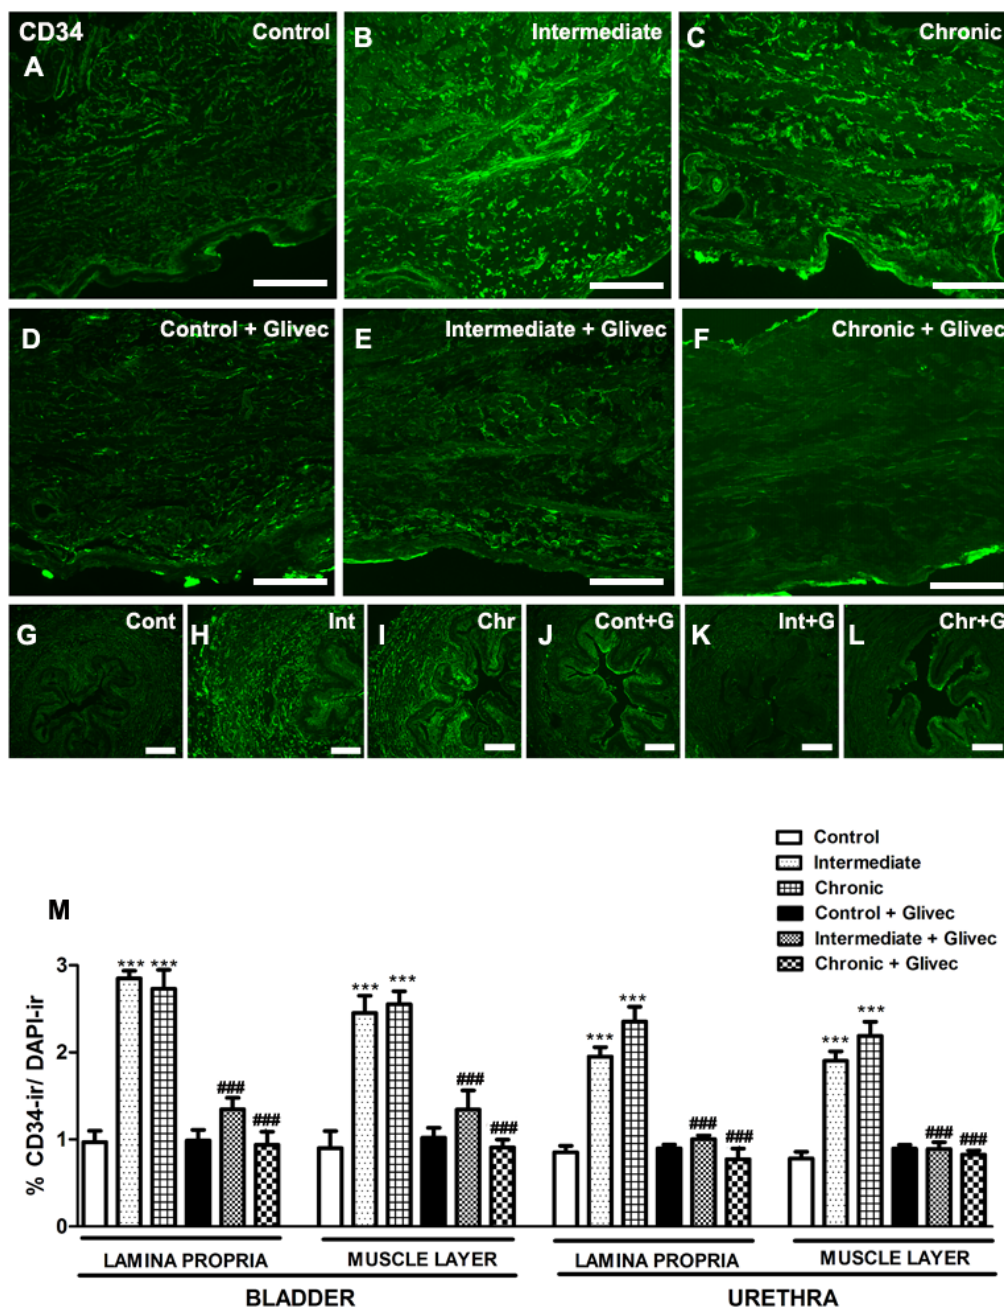 CD34 Control
A
B Intermediate
C Chronic
D Control + Glivec
E Intermediate + Glivec
F Chronic + Glivec
G Cont
H Int
I Chr
J Cont+G
K Int+G
L Chr+G
Control
Intermediate
Chronic
Control + Glivec
Intermediate + Glivec
Chronic + Glivec
M
% CD34-ir/ DAPI-ir
3
2
1
0
*** ***
### ###
*** ***
### ###
*** ***
### ###
*** ***
### ###
LAMINA PROPRIA MUSCLE LAYER LAMINA PROPRIA MUSCLE LAYER
BLADDER URETHRA